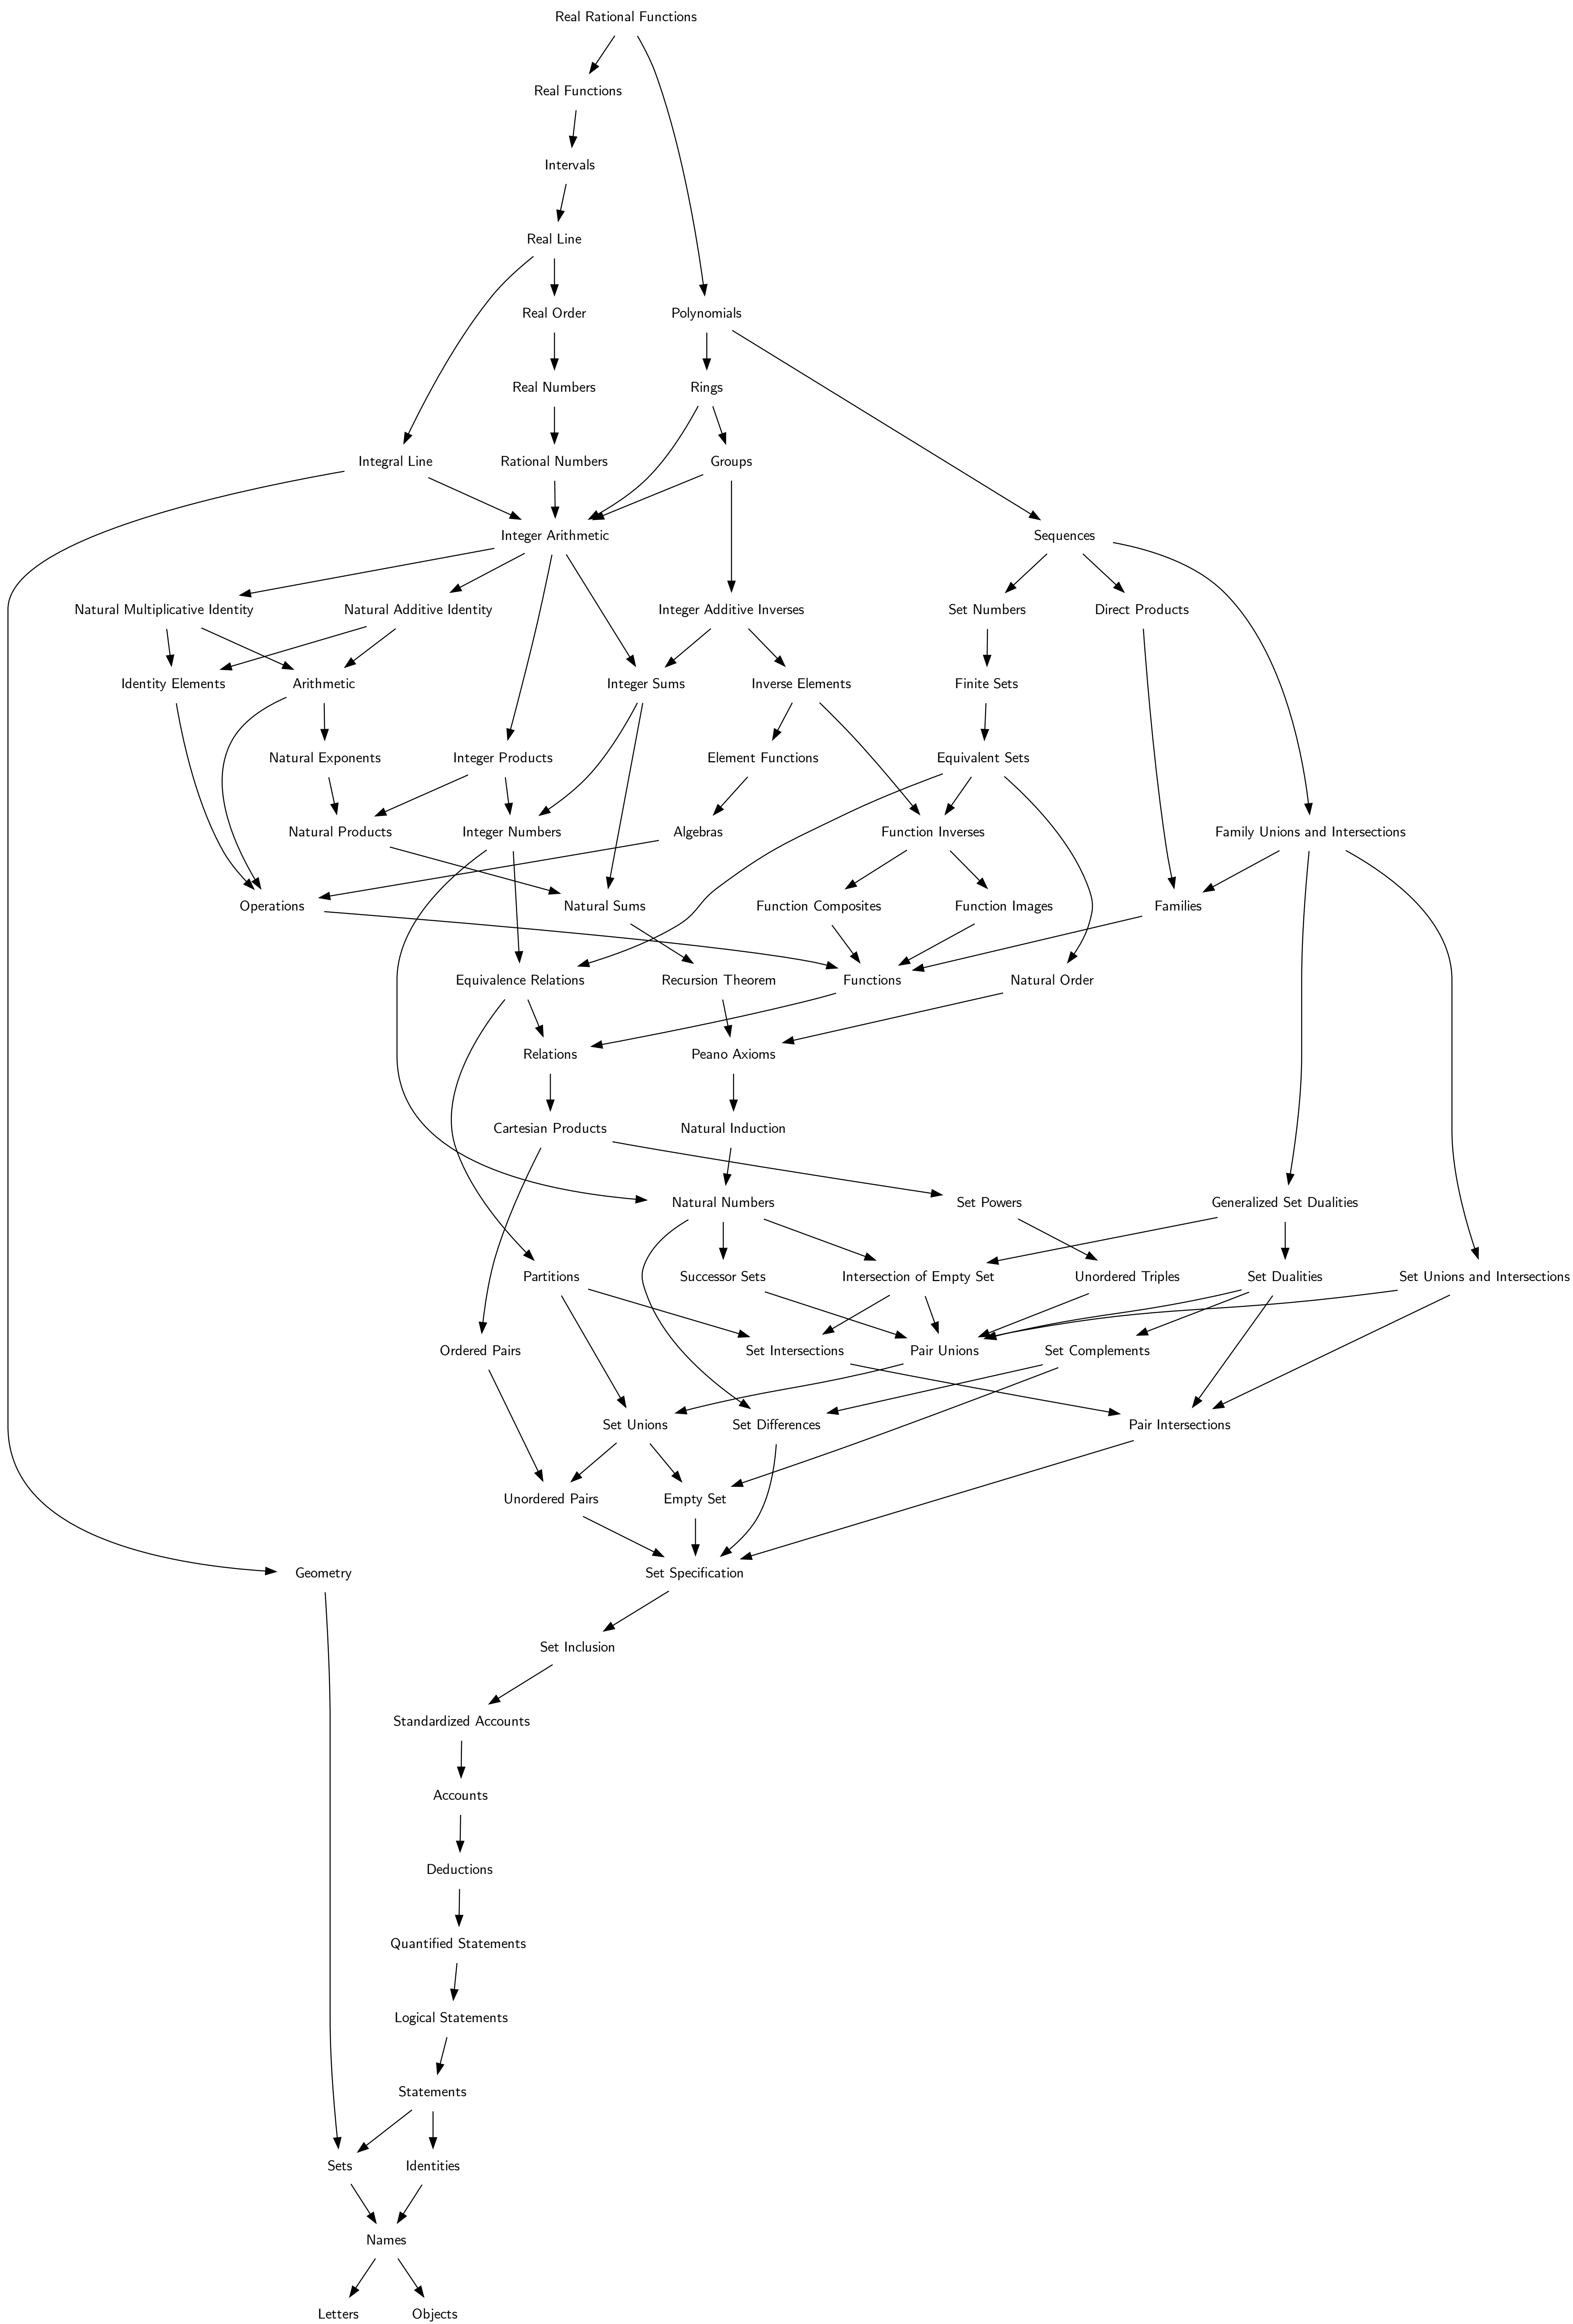 Real Rational Functions
Real Functions
Intervals
Real Line
Real Order
Polynomials
Real Numbers
Rings
Integral Line
Rational Numbers
Groups
Integer Arithmetic
Sequences
Natural Multiplicative Identity
Natural Additive Identity
Integer Additive Inverses
Set Numbers
Direct Products
Identity Elements
Arithmetic
Integer Sums
Inverse Elements
Finite Sets
Natural Exponents
Integer Products
Element Functions
Equivalent Sets
Natural Products
Integer Numbers
Algebras
Function Inverses
Family Unions and Intersections
Operations
Natural Sums
Function Composites
Function Images
Families
Equivalence Relations
Recursion Theorem
Functions
Natural Order
Relations
Peano Axioms
Cartesian Products
Natural Induction
Natural Numbers
Set Powers
Generalized Set Dualities
Partitions
Successor Sets
Intersection of Empty Set
Unordered Triples
Set Dualities
Set Unions and Intersections
Ordered Pairs
Set Intersections
Pair Unions
Set Complements
Set Unions
Set Differences
Pair Intersections
Unordered Pairs
Empty Set
Geometry
Set Specification
Set Inclusion
Standardized Accounts
Accounts
Deductions
Quantified Statements
Logical Statements
Statements
Sets
Identities
Names
Letters
Objects